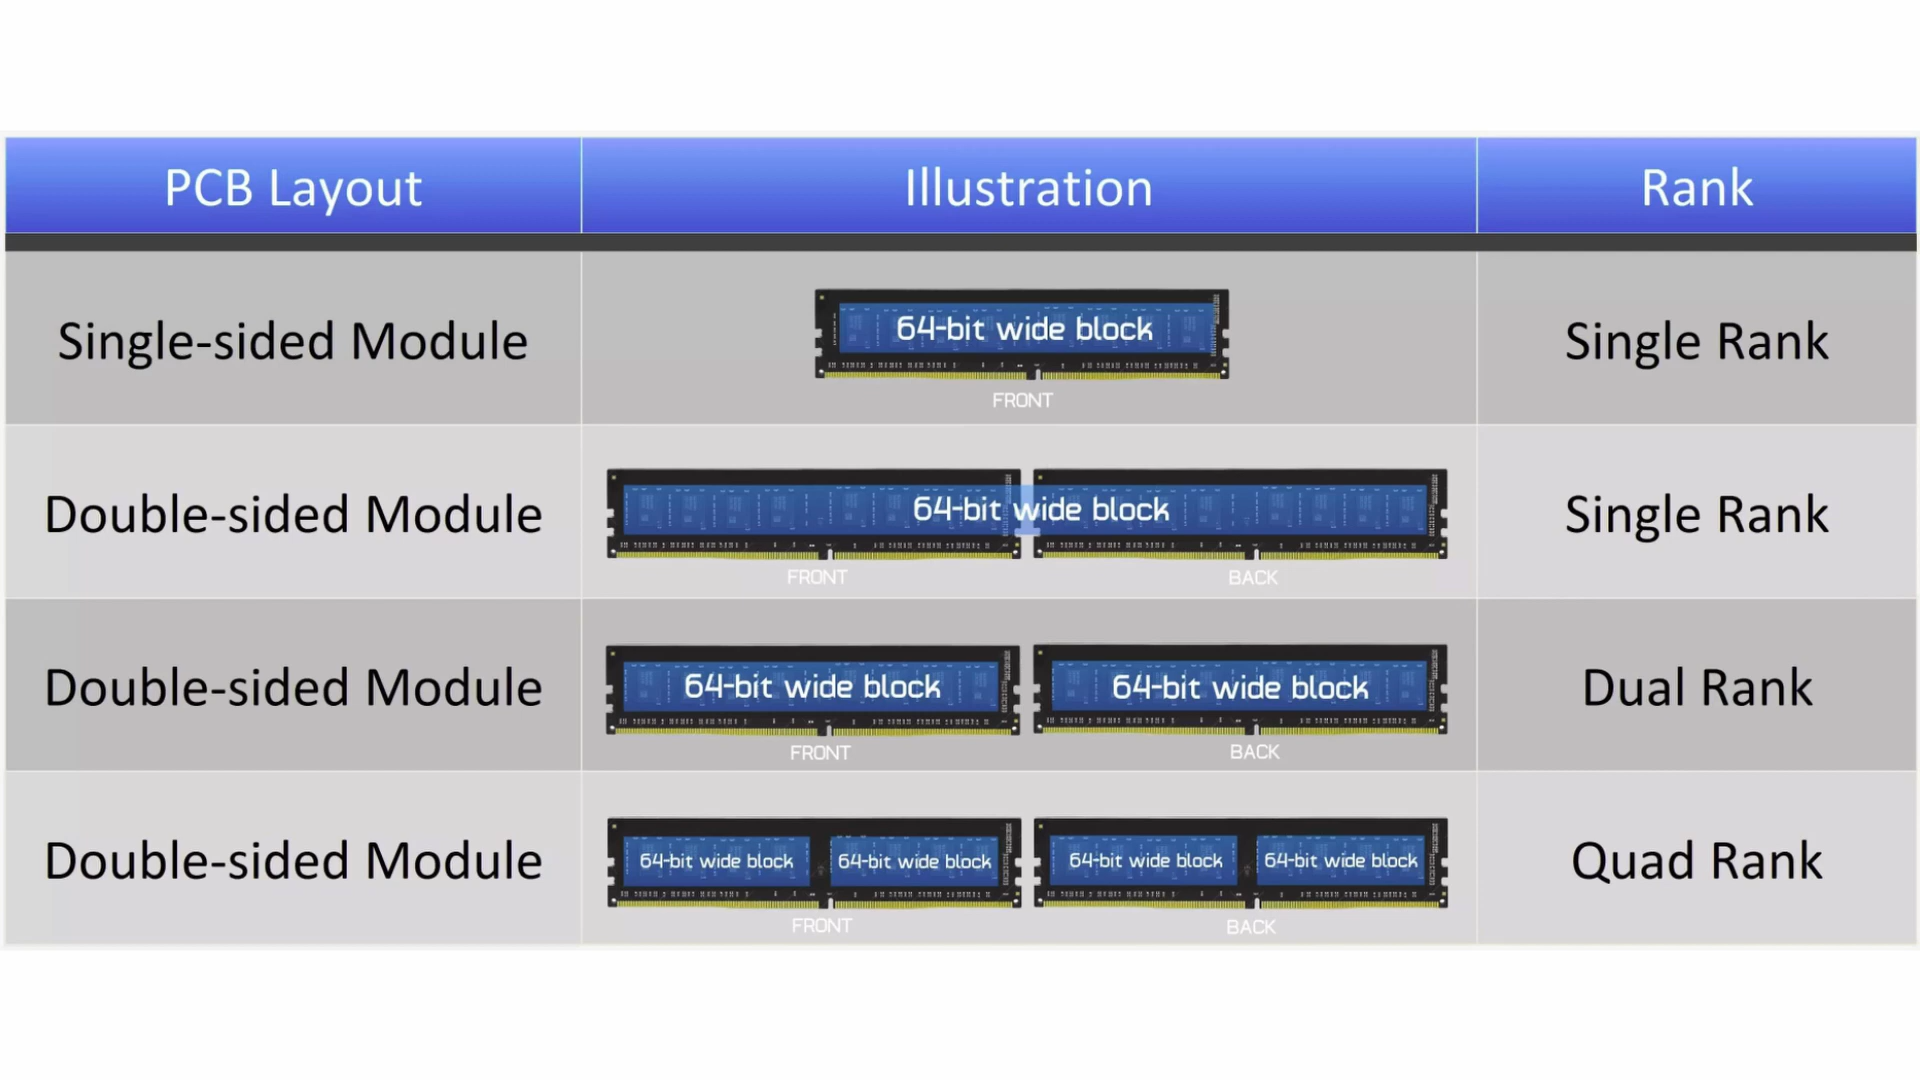 PCB Layout
Illustration
Rank
Single-sided Module
64-bit wide block
FRONT
Single Rank
Double-sided Module
64-bit wide block
FRONT
BACK
Single Rank
Double-sided Module
64-bit wide block
64-bit wide block
FRONT
BACK
Dual Rank
Double-sided Module
64-bit wide block
64-bit wide block
64-bit wide block
64-bit wide block
FRONT
BACK
Quad Rank